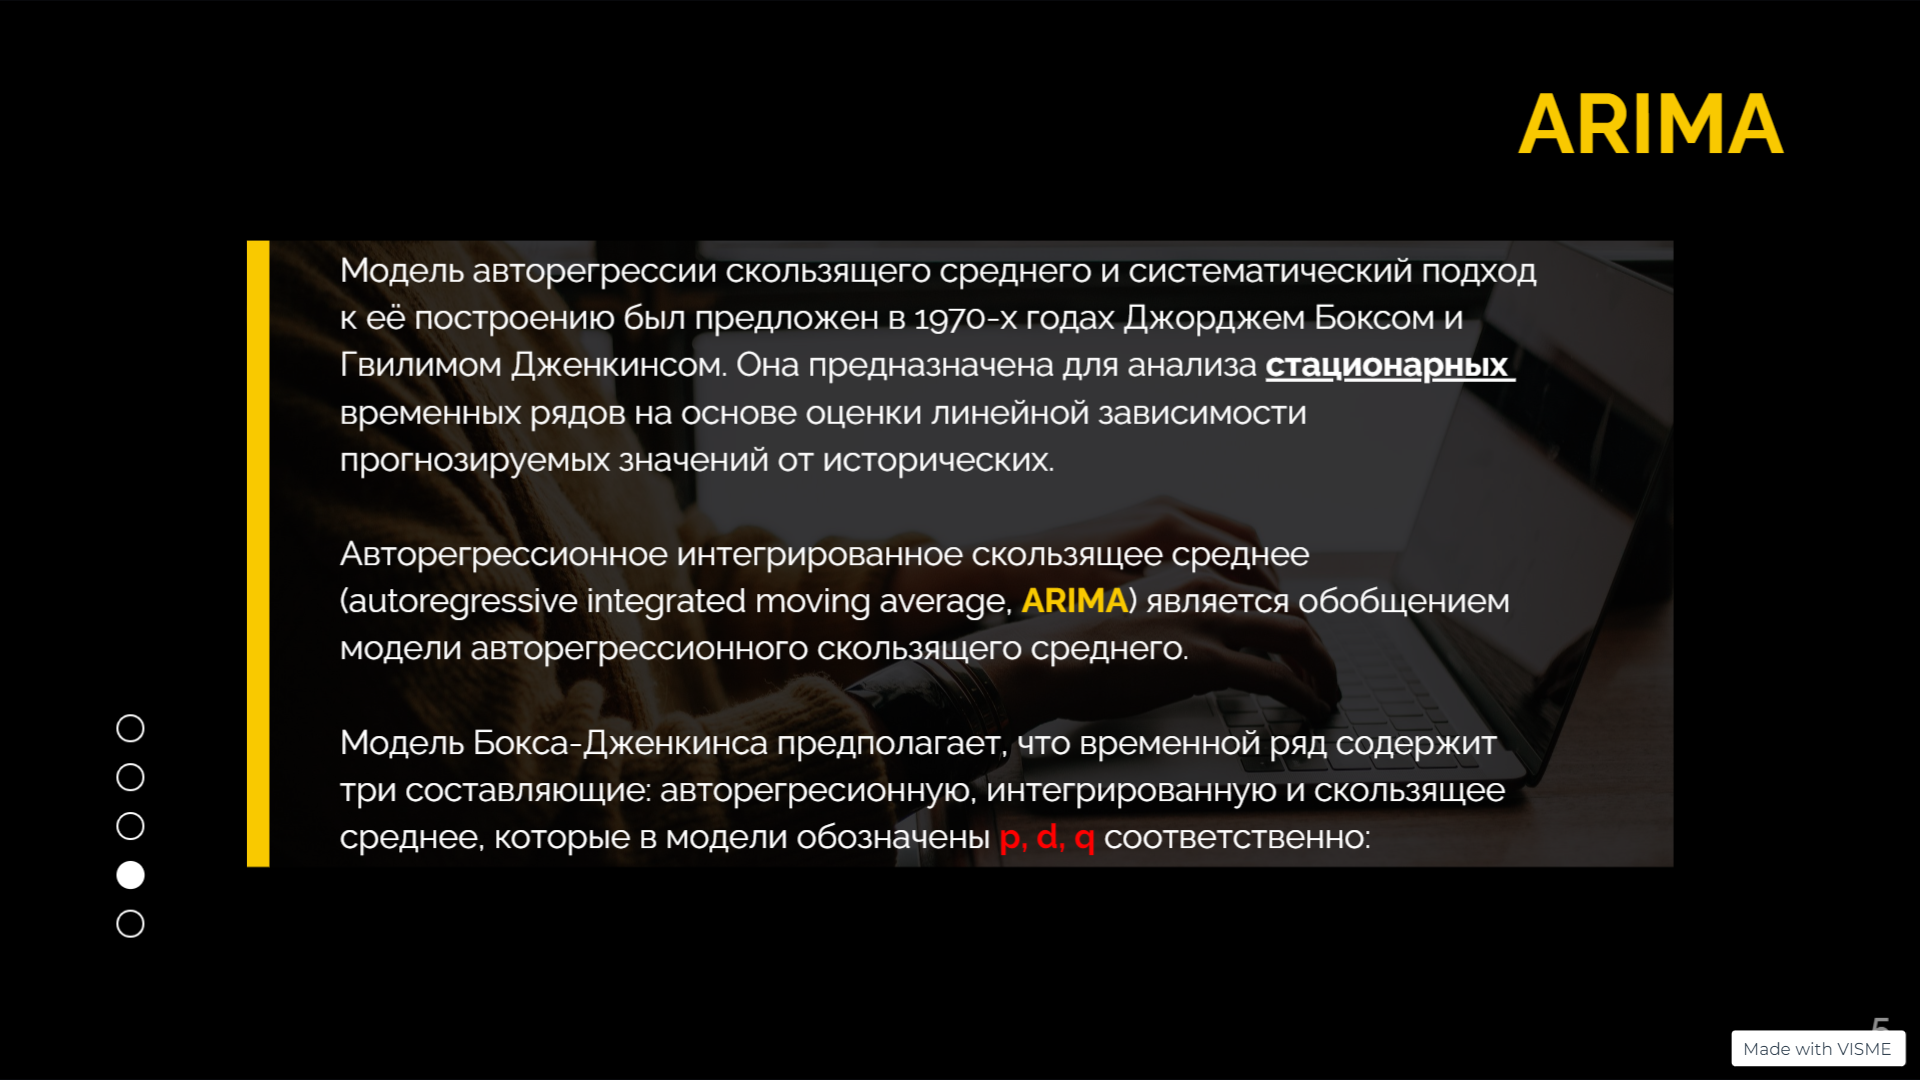 ARIMA
Модель авторегрессии скользящего среднего и систематический подход
к её построению был предложен в 1970-х годах Джорджем Боксом и
Гвилимом Дженкинсом. Она предназначена для анализа стационарных
временных рядов на основе оценки линейной зависимости
прогнозируемых значений от исторических.
Авторегрессионное интегрированное скользящее среднее
(autoregressive integrated moving average, ARIMA) является обобщением
модели авторегрессионного скользящего среднего.
Модель Бокса-Дженкинса предполагает, что временной ряд содержит
три составляющие: авторегресионную, интегрированную и скользящее
среднее, которые в модели обозначены p, d, q соответственно:
5
Made with VISME